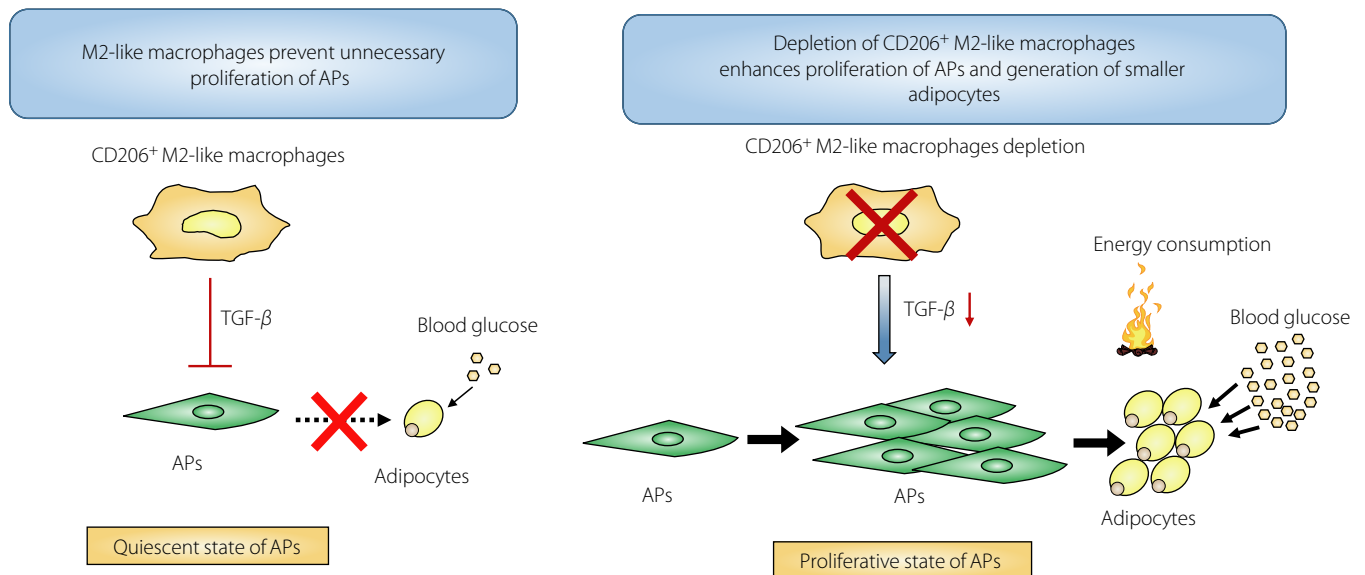 M2-like macrophages prevent unnecessary
proliferation of APs
CD206⁺ M2-like macrophages
TGF-β
Blood glucose
APs
Adipocytes
Quiescent state of APs
Depletion of CD206⁺ M2-like macrophages
enhances proliferation of APs and generation of smaller
adipocytes
CD206⁺ M2-like macrophages depletion
TGF-β
Energy consumption
Blood glucose
APs
APs
Adipocytes
Proliferative state of APs